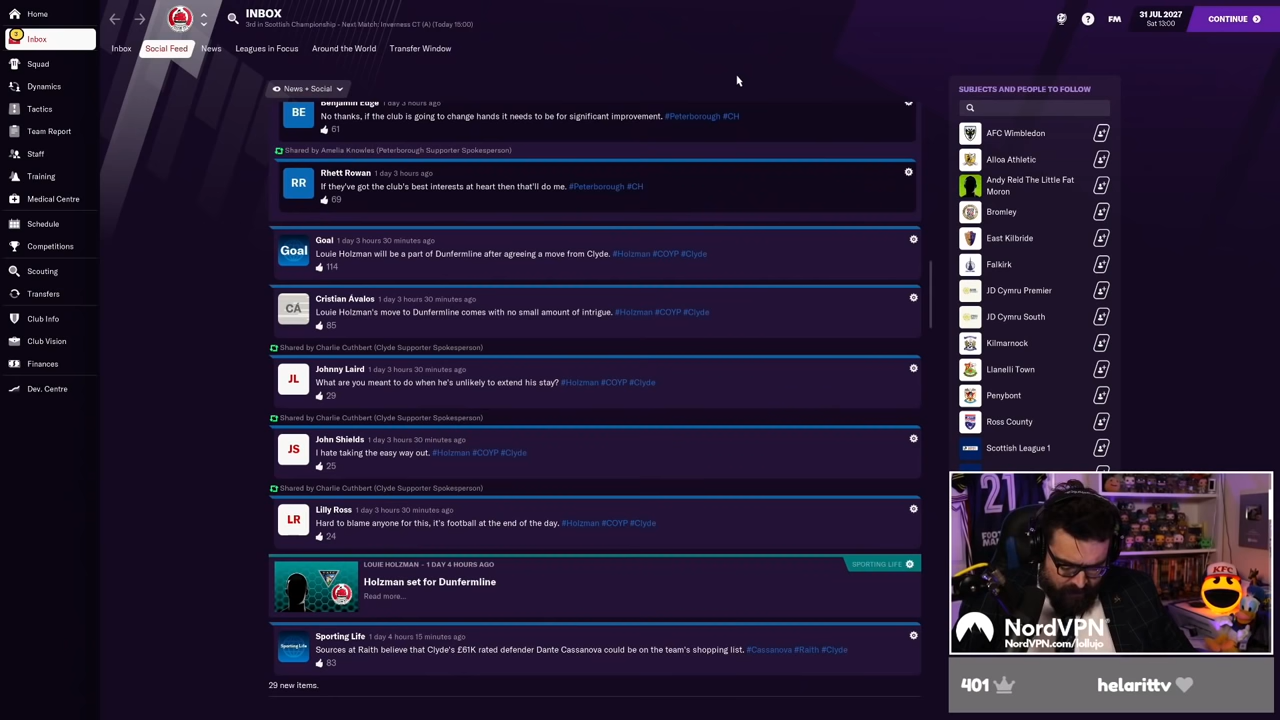 Home
INBOX
3rd in Scottish Championship - Next Match: Inverness CT (A) (Today 15:00)
FM
31 JUL 2027
Sat 13:00
CONTINUE
3
Inbox
Inbox
Social Feed
News
Leagues in Focus
Around the World
Transfer Window
Squad
Dynamics
Tactics
Team Report
Staff
Training
Medical Centre
Schedule
Competitions
Scouting
Transfers
Club Info
Club Vision
Finances
Dev. Centre
News + Social
BE
Benjamin Edge 1 day 3 hours ago
No thanks, if the club is going to change hands it needs to be for significant improvement. #Peterborough #CH
61
Shared by Amelia Knowles (Peterborough Supporter Spokesperson)
RR
Rhett Rowan 1 day 3 hours ago
If they've got the club's best interests at heart then that'll do me. #Peterborough #CH
69
Goal
Goal 1 day 3 hours 30 minutes ago
Louie Holzman will be a part of Dunfermline after agreeing a move from Clyde. #Holzman #COYP #Clyde
114
CÁ
Cristian Ávalos 1 day 3 hours 30 minutes ago
Louie Holzman's move to Dunfermline comes with no small amount of intrigue. #Holzman #COYP #Clyde
85
Shared by Charlie Cuthbert (Clyde Supporter Spokesperson)
JL
Johnny Laird 1 day 3 hours 30 minutes ago
What are you meant to do when he's unlikely to extend his stay? #Holzman #COYP #Clyde
29
Shared by Charlie Cuthbert (Clyde Supporter Spokesperson)
JS
John Shields 1 day 3 hours 30 minutes ago
I hate taking the easy way out. #Holzman #COYP #Clyde
25
Shared by Charlie Cuthbert (Clyde Supporter Spokesperson)
LR
Lilly Ross 1 day 3 hours 30 minutes ago
Hard to blame anyone for this, it's football at the end of the day. #Holzman #COYP #Clyde
24
LOUIE HOLZMAN - 1 DAY 4 HOURS AGO
SPORTING LIFE
Holzman set for Dunfermline
Read more...
Sporting Life
Sporting Life 1 day 4 hours 15 minutes ago
Sources at Raith believe that Clyde's £61K rated defender Dante Cassanova could be on the team's shopping list. #Cassanova #Raith #Clyde
83
29 new items.
SUBJECTS AND PEOPLE TO FOLLOW
AFC Wimbledon
Alloa Athletic
Andy Reid The Little Fat
Moron
Bromley
East Kilbride
Falkirk
JD Cymru Premier
JD Cymru South
Kilmarnock
Llanelli Town
Penybont
Ross County
Scottish League 1
21
KFC
NordVPN®
NordVPN.com/lollujo
401
helarittv